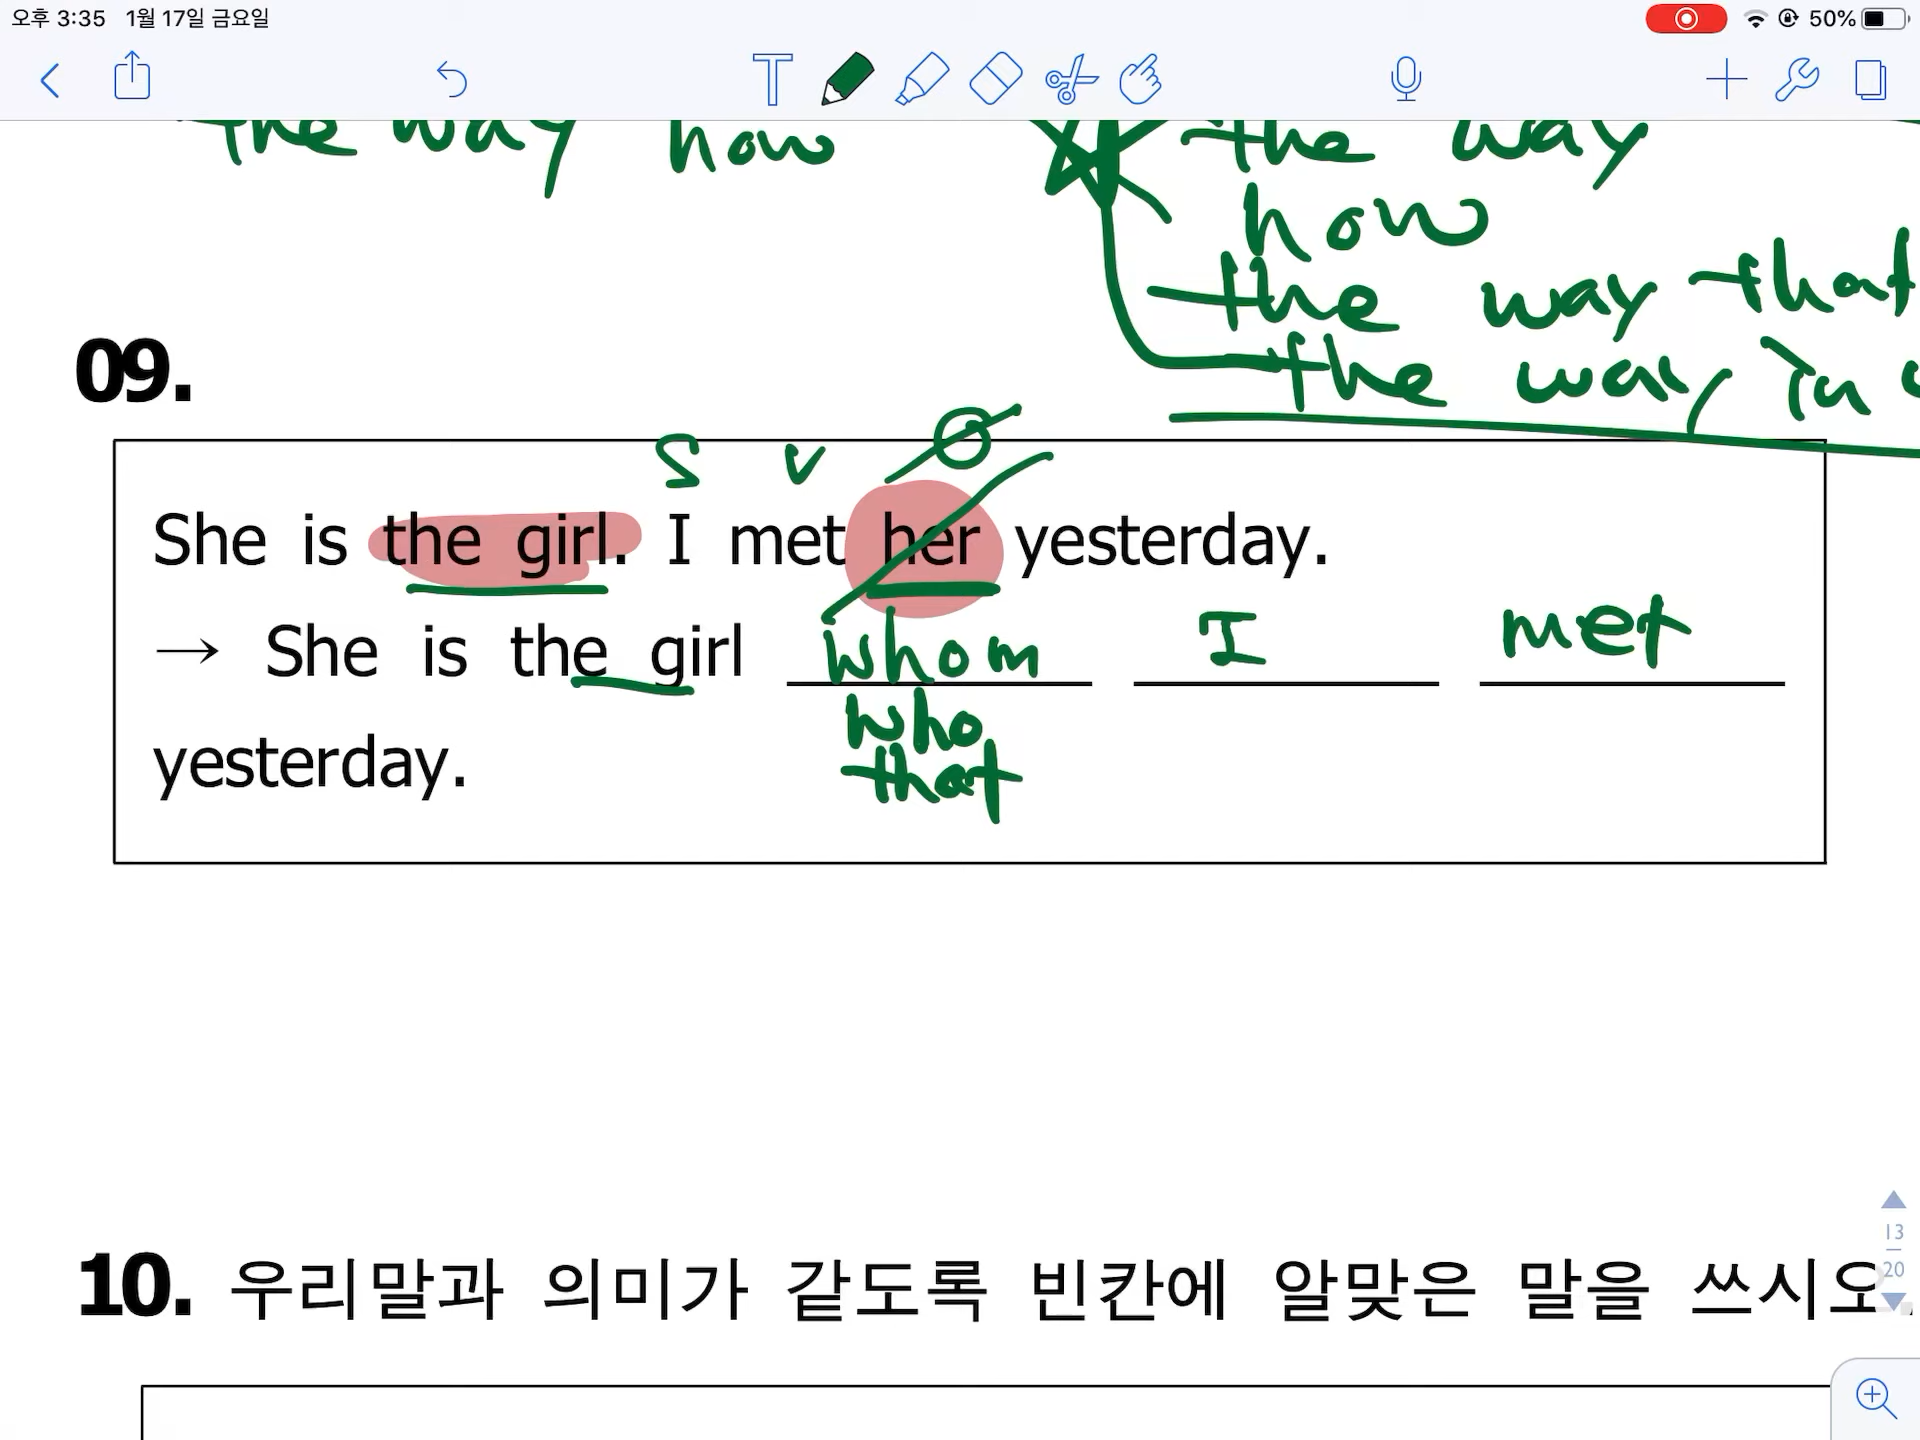 오후 3:35 1월 17일 금요일 50%
the way how the way
how
the way that
the way in
09.
S V O
She is the girl. I met her yesterday.
→ She is the girl whom I met
who
that
yesterday.
13
20
10. 우리말과 의미가 같도록 빈칸에 알맞은 말을 쓰시오